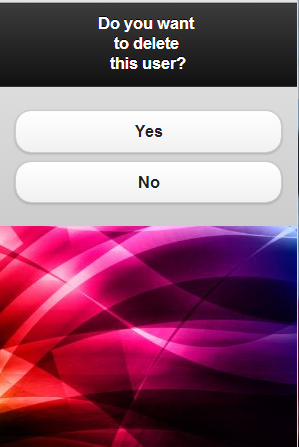 Do you want
to delete
this user?
Yes
No